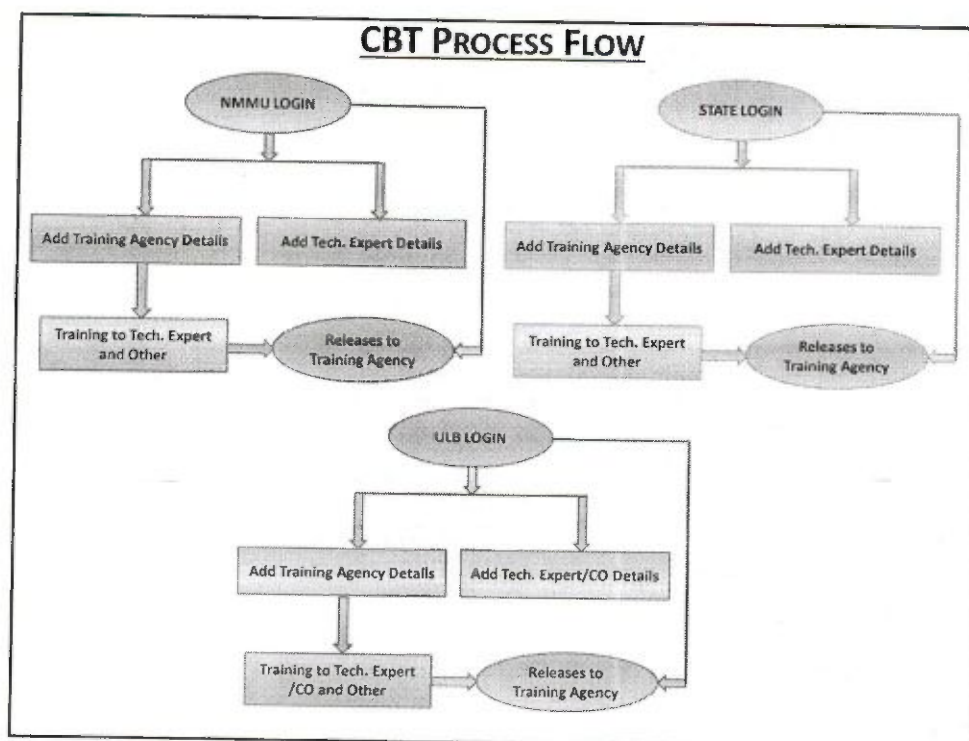 CBT PROCESS FLOW
NMMU LOGIN
Add Training Agency Details
Add Tech. Expert Details
Training to Tech. Expert
and Other
Releases to
Training Agency
STATE LOGIN
Add Training Agency Details
Add Tech. Expert Details
Training to Tech. Expert
and Other
Releases to
Training Agency
ULB LOGIN
Add Training Agency Details
Add Tech. Expert/CO Details
Training to Tech. Expert
/CO and Other
Releases to
Training Agency